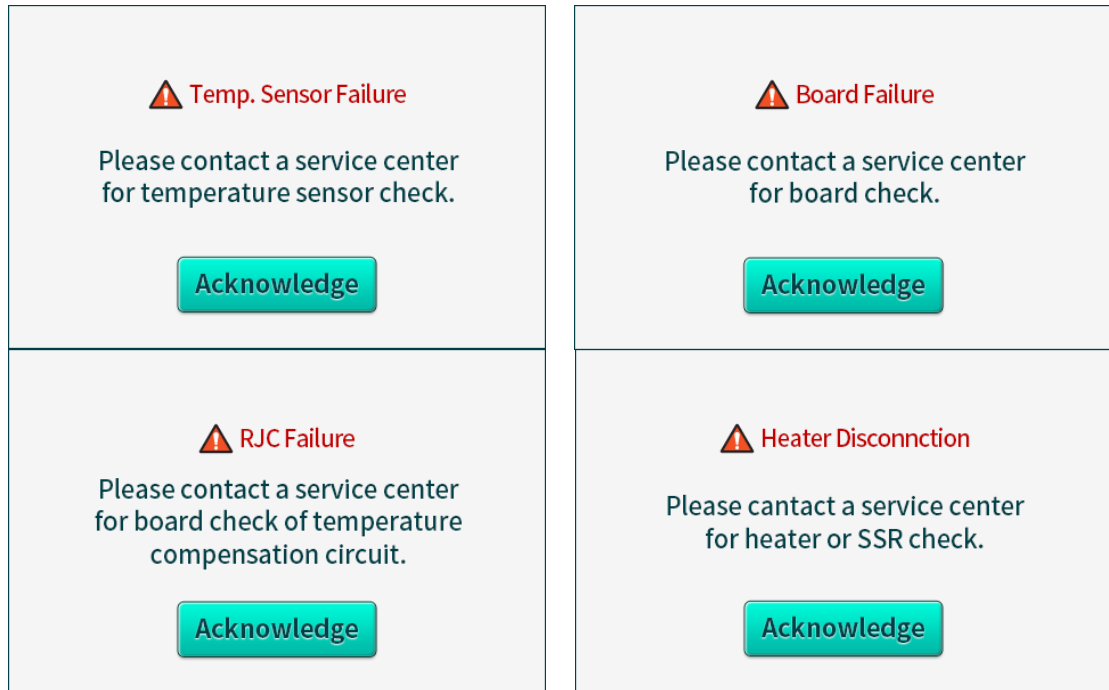 Temp. Sensor Failure
Please contact a service center
for temperature sensor check.
Acknowledge
Board Failure
Please contact a service center
for board check.
Acknowledge
RJC Failure
Please contact a service center
for board check of temperature
compensation circuit.
Acknowledge
Heater Disconnction
Please cantact a service center
for heater or SSR check.
Acknowledge